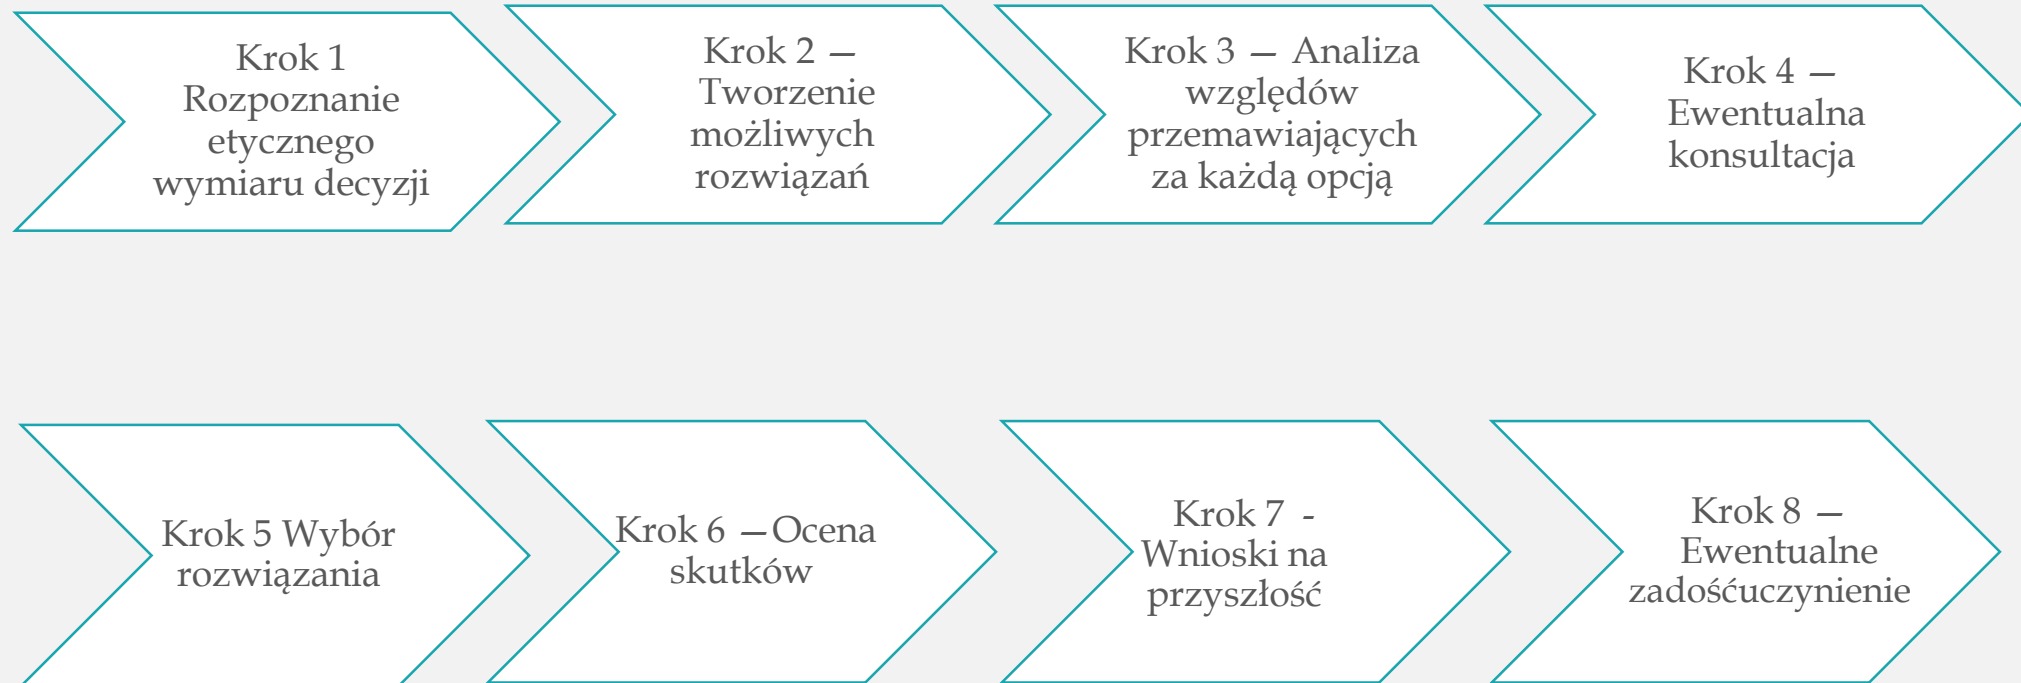 Krok 1
Rozpoznanie
etycznego
wymiaru decyzji
Krok 2 —
Tworzenie
możliwych
rozwiązań
Krok 3 — Analiza
względów
przemawiających
za każdą opcją
Krok 4 —
Ewentualna
konsultacja
Krok 5 Wybór
rozwiązania
Krok 6 —Ocena
skutków
Krok 7 -
Wnioski na
przyszłość
Krok 8 —
Ewentualne
zadośćuczynienie